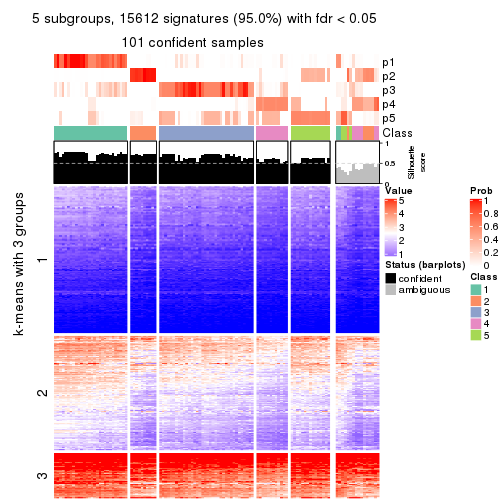 5 subgroups, 15612 signatures (95.0%) with fdr < 0.05
101 confident samples
p1
p2
p3
p4
p5
Class
1
0.5
0
Silhouette
score
k-means with 3 groups
1
2
3
Value
5
4
3
2
1
Status (barplots)
confident
ambiguous
Prob
1
0.8
0.6
0.4
0.2
0
Class
1
2
3
4
5